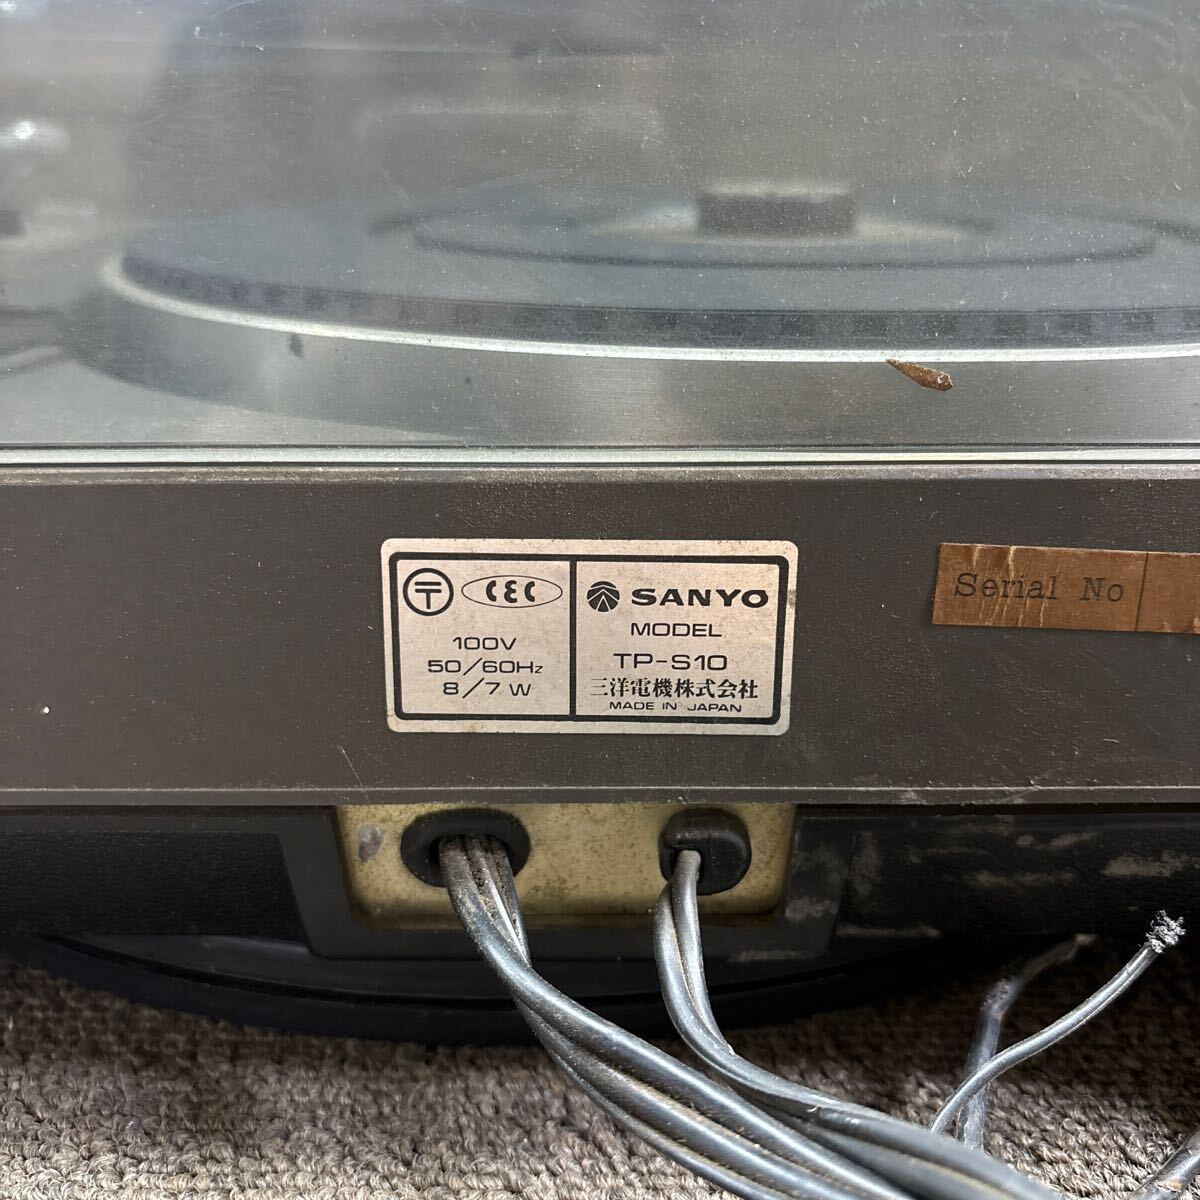 〒 CEC
100V
50/60Hz
8/7 W
SANYO
MODEL
TP-S10
三洋電機株式会社
MADE IN JAPAN
Serial No